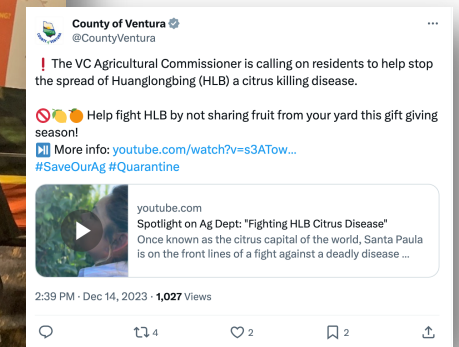 County of Ventura
@CountyVentura
❗ The VC Agricultural Commissioner is calling on residents to help stop
the spread of Huanglongbing (HLB) a citrus killing disease.
🚫🍋🍊 Help fight HLB by not sharing fruit from your yard this gift giving
season!
⏯️ More info: youtube.com/watch?v=s3ATow...
#SaveOurAg #Quarantine
youtube.com
Spotlight on Ag Dept: "Fighting HLB Citrus Disease"
Once known as the citrus capital of the world, Santa Paula
is on the front lines of a fight against a deadly disease ...
2:39 PM · Dec 14, 2023 · 1,027 Views
4 2 2